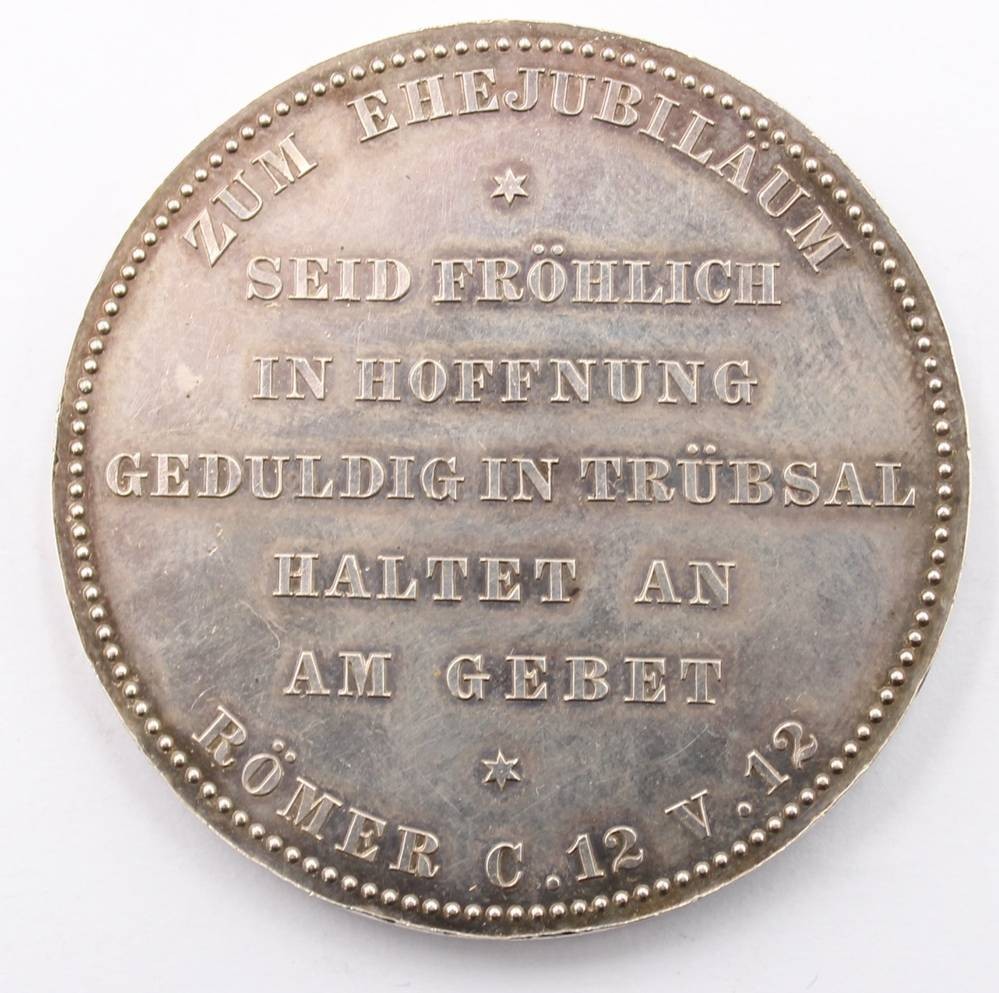 ZUM EHEJUBILÄUM
SEID FRÖHLICH
IN HOFFNUNG
GEDULDIG IN TRÜBSAL
HALTET AN
AM GEBET
RÖMER C.12 V.12